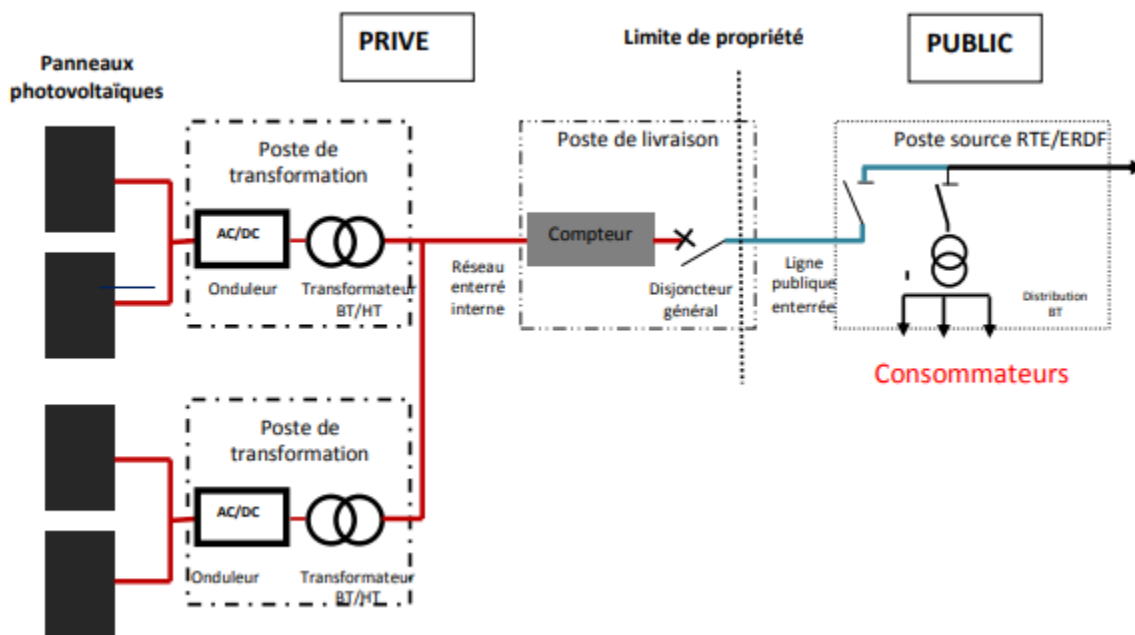 PRIVE
Limite de propriété
PUBLIC
Panneaux
photovoltaïques
Poste de
transformation
AC/DC
Onduleur
Transformateur
BT/HT
Réseau
enterré
interne
Poste de livraison
Compteur
Disjoncteur
général
Ligne
publique
enterrée
Poste source RTE/ERDF
Distribution
BT
Consommateurs
Poste de
transformation
AC/DC
Onduleur
Transformateur
BT/HT